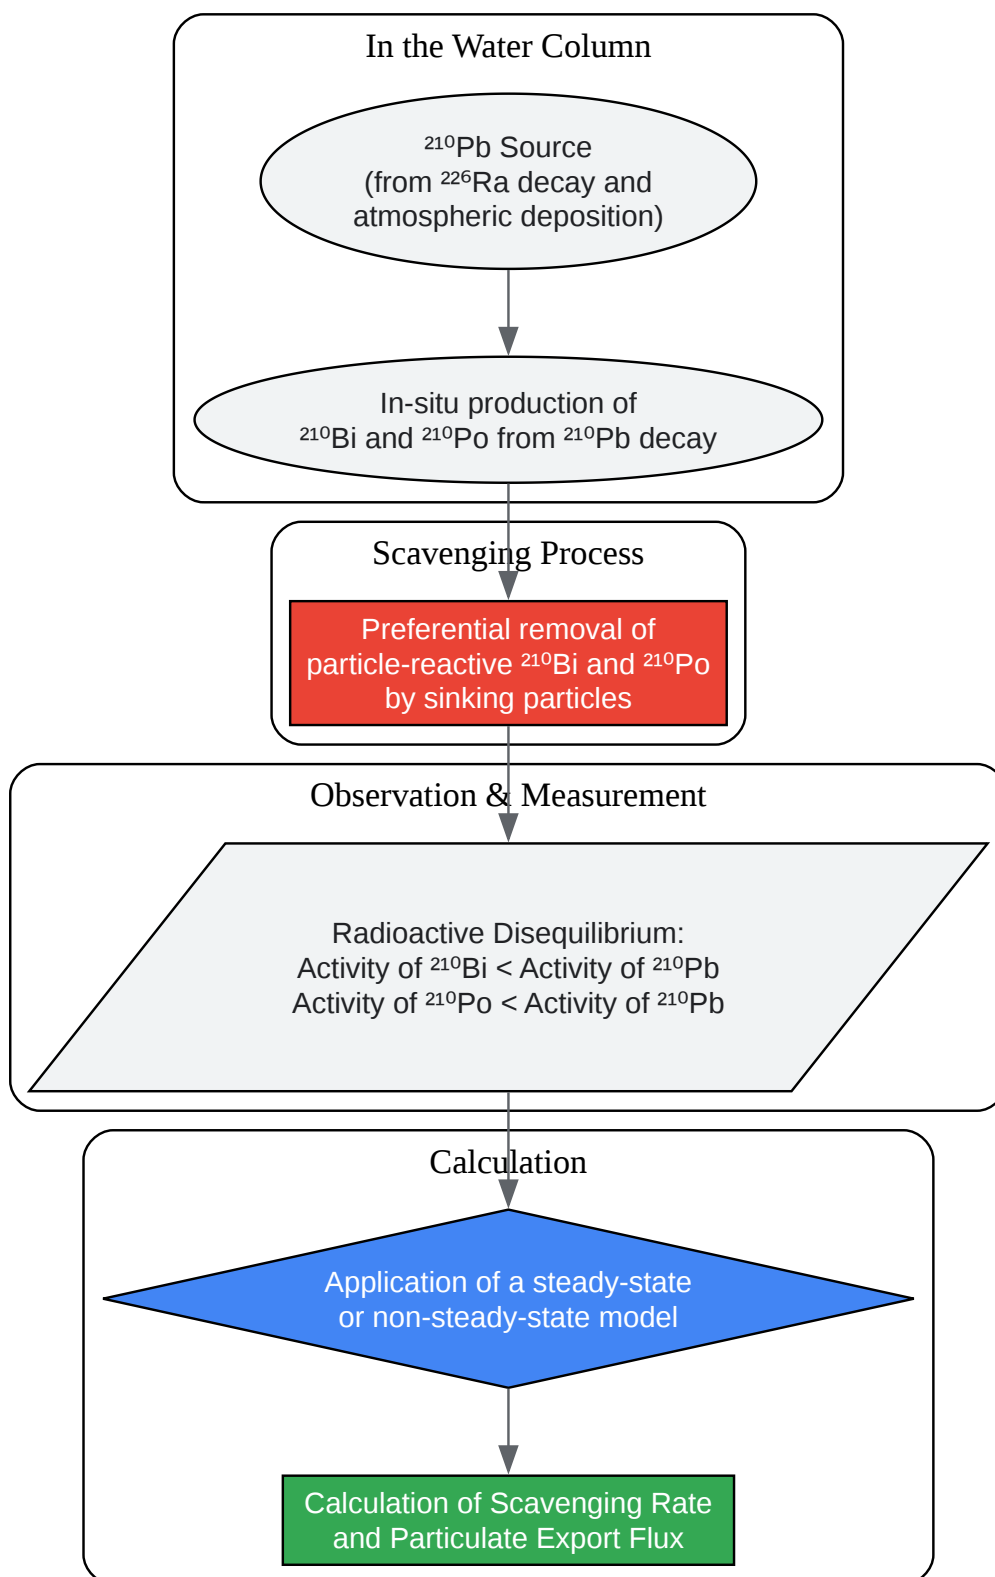 In the Water Column
²¹⁰Pb Source
(from ²²⁶Ra decay and
atmospheric deposition)
In-situ production of
²¹⁰Bi and ²¹⁰Po from ²¹⁰Pb decay
Scavenging Process
Preferential removal of
particle-reactive ²¹⁰Bi and ²¹⁰Po
by sinking particles
Observation & Measurement
Radioactive Disequilibrium:
Activity of ²¹⁰Bi < Activity of ²¹⁰Pb
Activity of ²¹⁰Po < Activity of ²¹⁰Pb
Calculation
Application of a steady-state
or non-steady-state model
Calculation of Scavenging Rate
and Particulate Export Flux